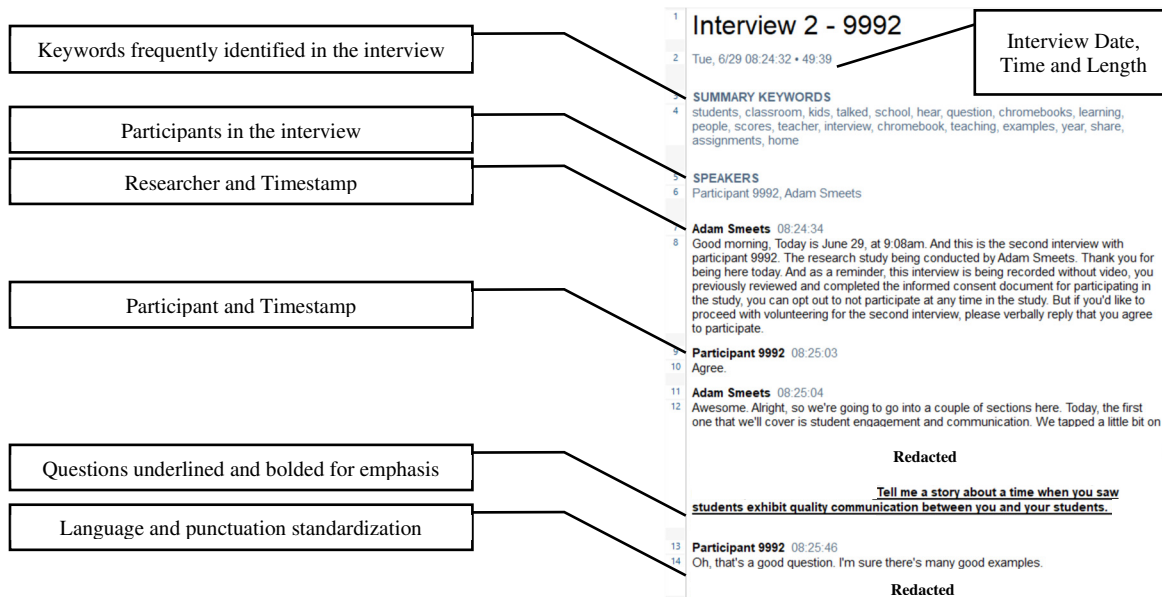 Keywords frequently identified in the interview
Participants in the interview
Researcher and Timestamp
Participant and Timestamp
Questions underlined and bolded for emphasis
Language and punctuation standardization
1 Interview 2 - 9992
2 Tue, 6/29 08:24:32 • 49:39
Interview Date,
Time and Length
3 SUMMARY KEYWORDS
4 students, classroom, kids, talked, school, hear, question, chromebooks, learning,
people, scores, teacher, interview, chromebook, teaching, examples, year, share,
assignments, home
5 SPEAKERS
6 Participant 9992, Adam Smeets
7 Adam Smeets 08:24:34
8 Good morning, Today is June 29, at 9:08am. And this is the second interview with
participant 9992. The research study being conducted by Adam Smeets. Thank you for
being here today. And as a reminder, this interview is being recorded without video, you
previously reviewed and completed the informed consent document for participating in
the study, you can opt out to not participate at any time in the study. But if you'd like to
proceed with volunteering for the second interview, please verbally reply that you agree
to participate.
9 Participant 9992 08:25:03
10 Agree.
11 Adam Smeets 08:25:04
12 Awesome. Alright, so we're going to go into a couple of sections here. Today, the first
one that we'll cover is student engagement and communication. We tapped a little bit on
Redacted
Tell me a story about a time when you saw
students exhibit quality communication between you and your students.
13 Participant 9992 08:25:46
14 Oh, that's a good question. I'm sure there's many good examples.
Redacted